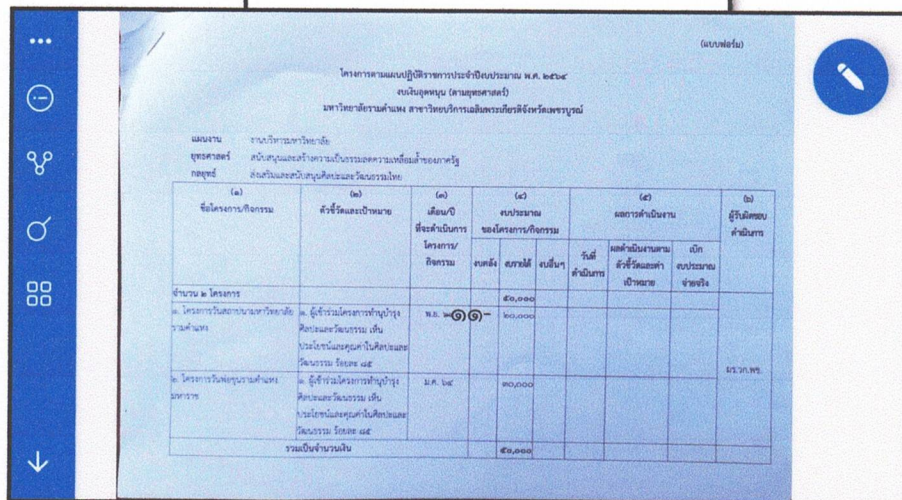 (แบบฟอร์ม)
โครงการตามแผนปฏิบัติราชการประจำปีงบประมาณ พ.ศ. ๒๕๖๔
งบเงินอุดหนุน (ตามยุทธศาสตร์)
มหาวิทยาลัยรามคำแหง สาขาวิทยบริการเฉลิมพระเกียรติจังหวัดเพชรบูรณ์
แผนงาน งานบริหารมหาวิทยาลัย
ยุทธศาสตร์ สนับสนุนและสร้างความเป็นธรรมลดความเหลื่อมล้ำของภาครัฐ
กลยุทธ์ ส่งเสริมและสนับสนุนศิลปะและวัฒนธรรมไทย
(๑) (๒) (๓) (๔) (๕) (๖)
ชื่อโครงการ/กิจกรรม ตัวชี้วัดและเป้าหมาย เดือน/ปี งบประมาณ ผลการดำเนินงาน ผู้รับผิดชอบ
ที่จะดำเนินการ ของโครงการ/กิจกรรม ดำเนินการ
โครงการ/ ผลดำเนินงานตาม เบิก
กิจกรรม งบคลัง งบรายได้ งบอื่นๆ วันที่ ตัวชี้วัดและค่า งบประมาณ
ดำเนินการ เป้าหมาย จ่ายจริง
จำนวน ๒ โครงการ ๕๐,๐๐๐
๑. โครงการวันสถาปนามหาวิทยาลัย ๑. ผู้เข้าร่วมโครงการทำนุบำรุง พ.ย. ๑๑- ๒๐,๐๐๐
รามคำแหง ศิลปะและวัฒนธรรม เห็น
ประโยชน์และคุณค่าในศิลปะและ
วัฒนธรรม ร้อยละ ๘๕
ผร.วก.พช.
๒. โครงการวันพ่อขุนรามคำแหง ๑. ผู้เข้าร่วมโครงการทำนุบำรุง ม.ค. ๖๔ ๓๐,๐๐๐
มหาราช ศิลปะและวัฒนธรรม เห็น
ประโยชน์และคุณค่าในศิลปะและ
วัฒนธรรม ร้อยละ ๘๕
รวมเป็นจำนวนเงิน ๕๐,๐๐๐